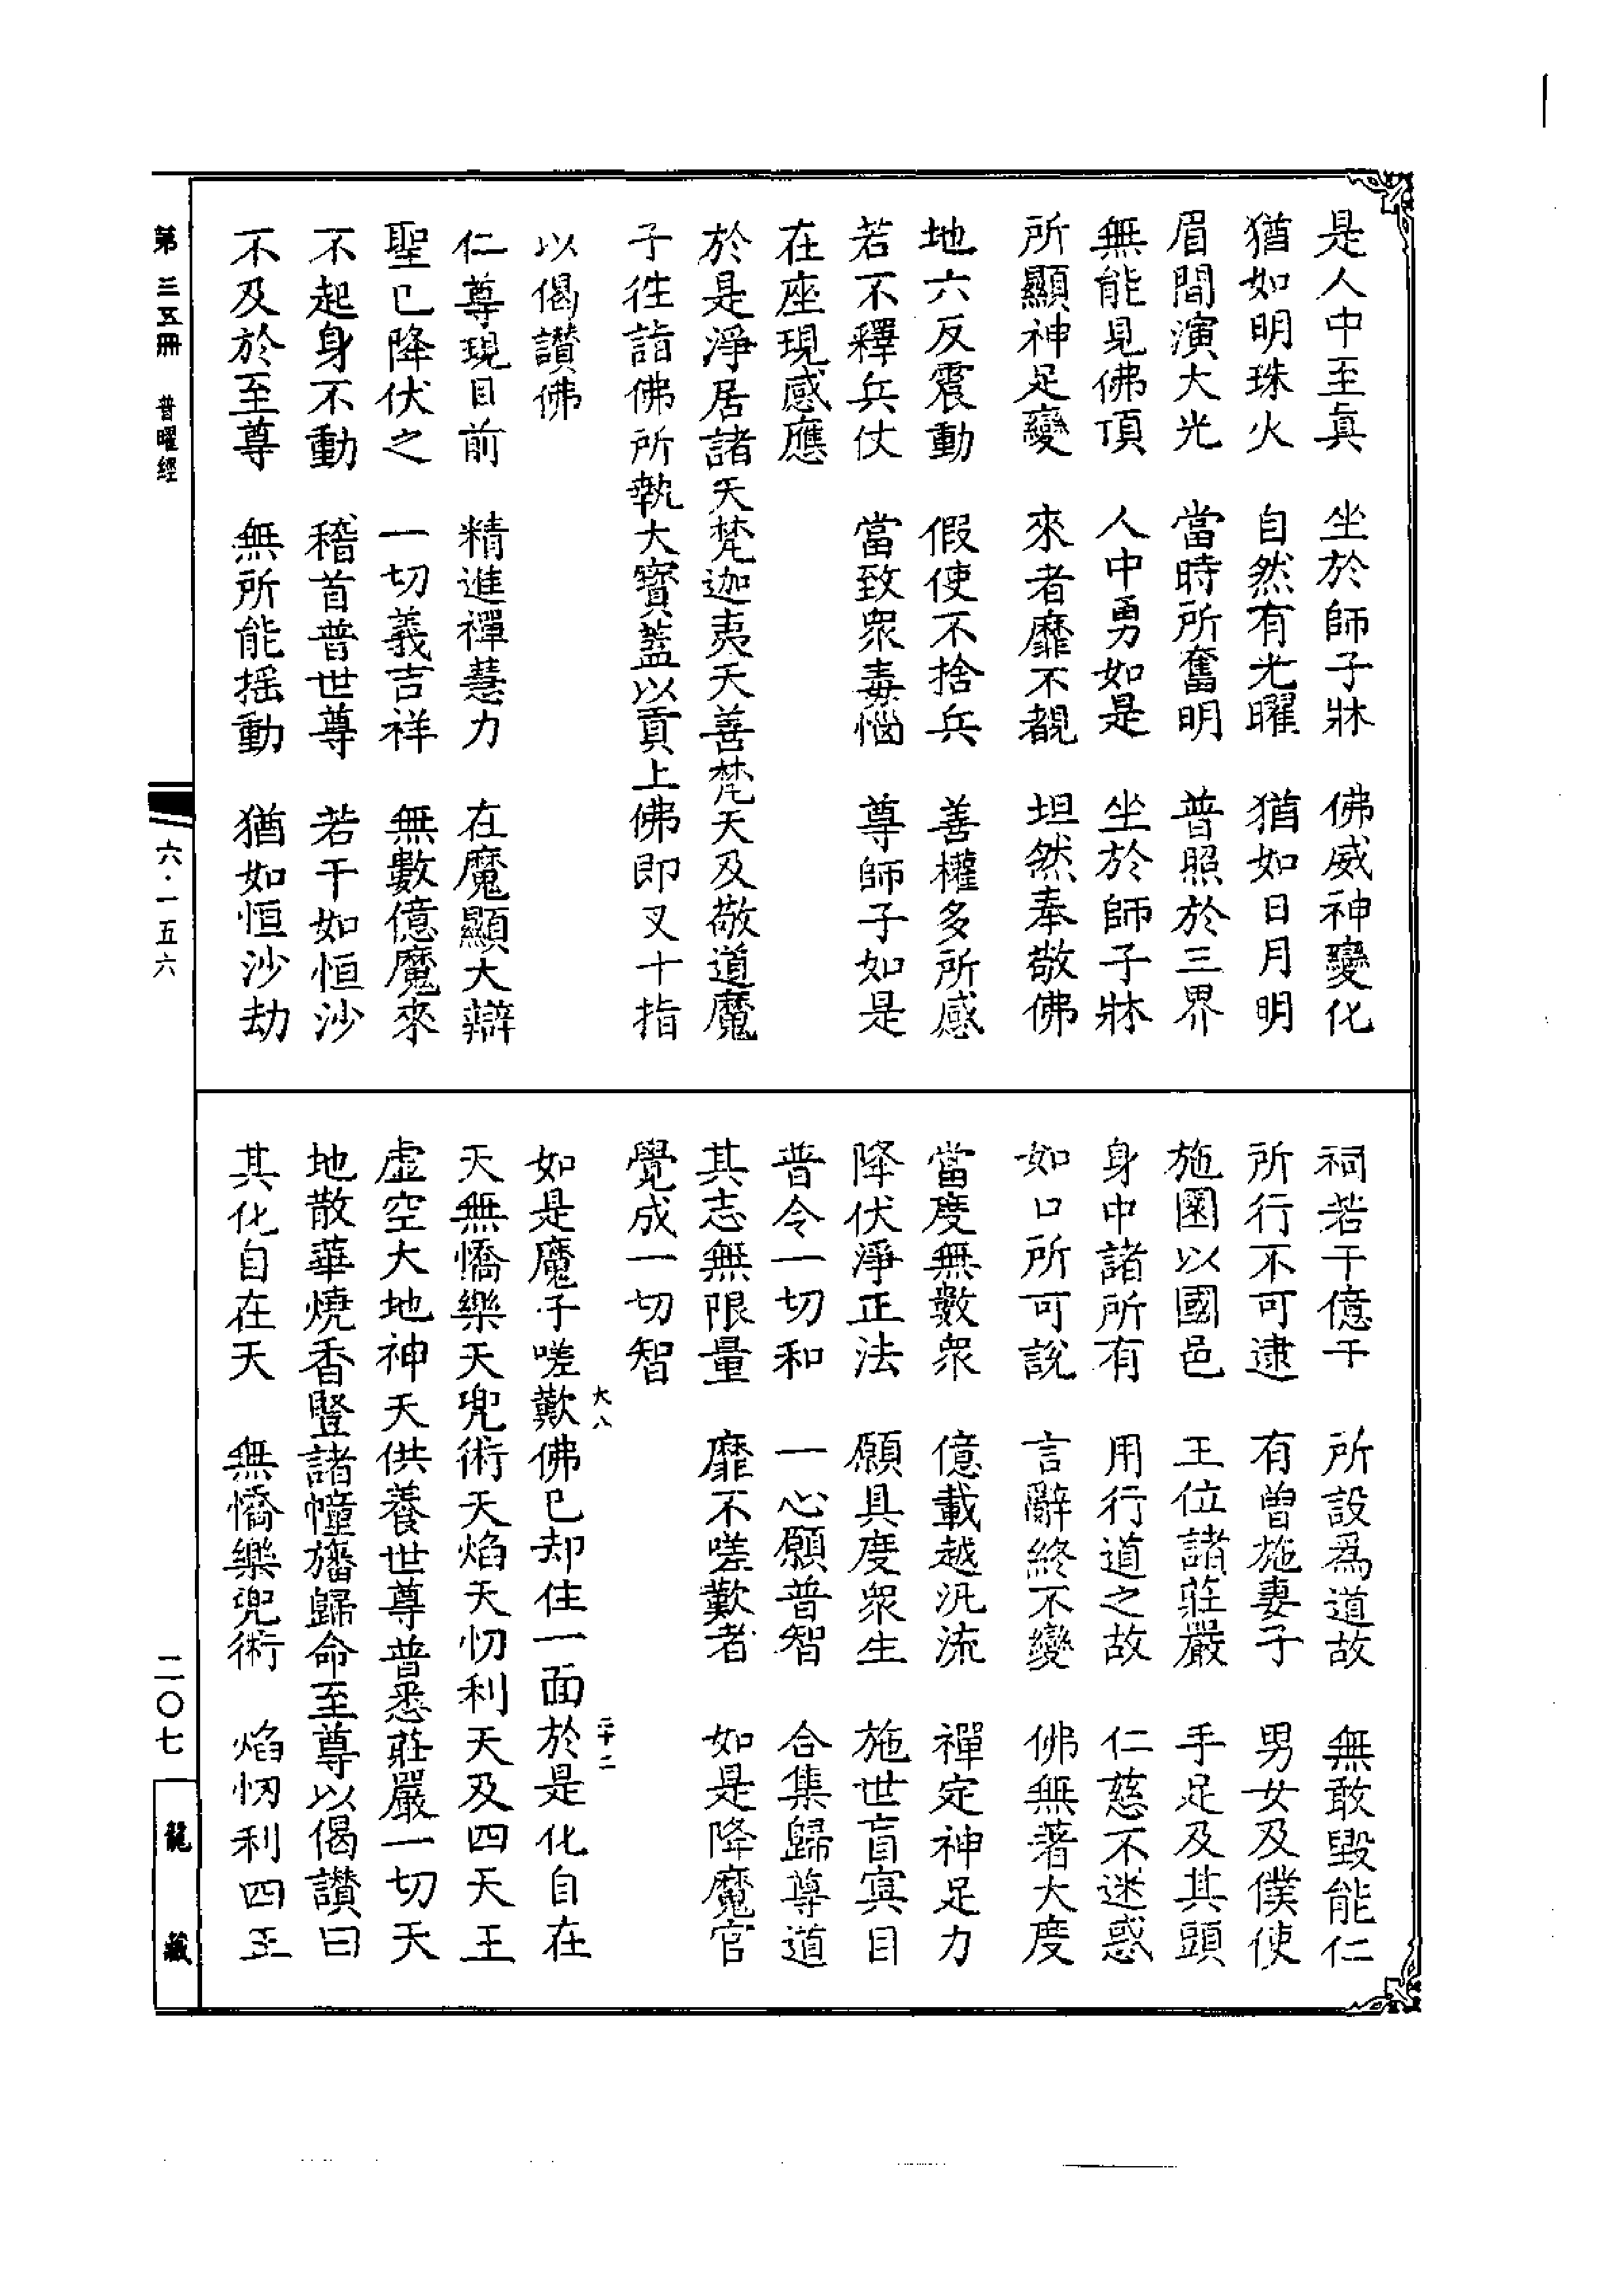 是人中至眞　坐於師子牀　佛威神變化
猶如明珠火　自然有光曜　猶如日月明
眉間演大光　當時所奮明　普照於三界
無能見佛頂　人中勇如是　坐於師子牀
所顯神足變　來者靡不覩　坦然奉敬佛
地六反震動　假使不捨兵　善權多所感
若不釋兵仗　當致衆毒惱　尊師子如是
在座現感應
於是淨居諸天梵迦夷天善梵天及敬道魔
子徃詣佛所執大寶蓋以貢上佛即叉十指
以偈讃佛
仁尊現目前　精進禪慧力　在魔顯大辯
聖已降伏之　一切義吉祥　無數億魔來
不起身不動　稽首普世尊　若干如恒沙
不及於至尊　無所能揺動　猶如恒沙劫
祠若干億千　所設爲道故　無敢毀能仁
所行不可逮　有曾施妻子　男女及僕使
施園以國邑　王位諸莊嚴　手足及其頭
身中諸所有　用行道之故　仁慈不迷惑
如口所可說　言辭終不變　佛無著大度
當度無數衆　億載越汎流　禪定神足力
降伏淨正法　願具度衆生　施世盲冥目
普令一切和　一心願普智　合集歸尊道
其志無限量　靡不嗟歎者　如是降魔官
覺成一切智
大八　二十二
如是魔子嗟歎佛已却住一面於是化自在
天無憍樂天兜術天焰天忉利天及四天王
虛空大地神天供養世尊普悉莊嚴一切天
地散華燒香豎諸幢旛歸命至尊以偈讃曰
其化自在天　無憍樂兜術　焰忉利四王
第三五冊　普曜經
六·一五六
二〇七
龍藏